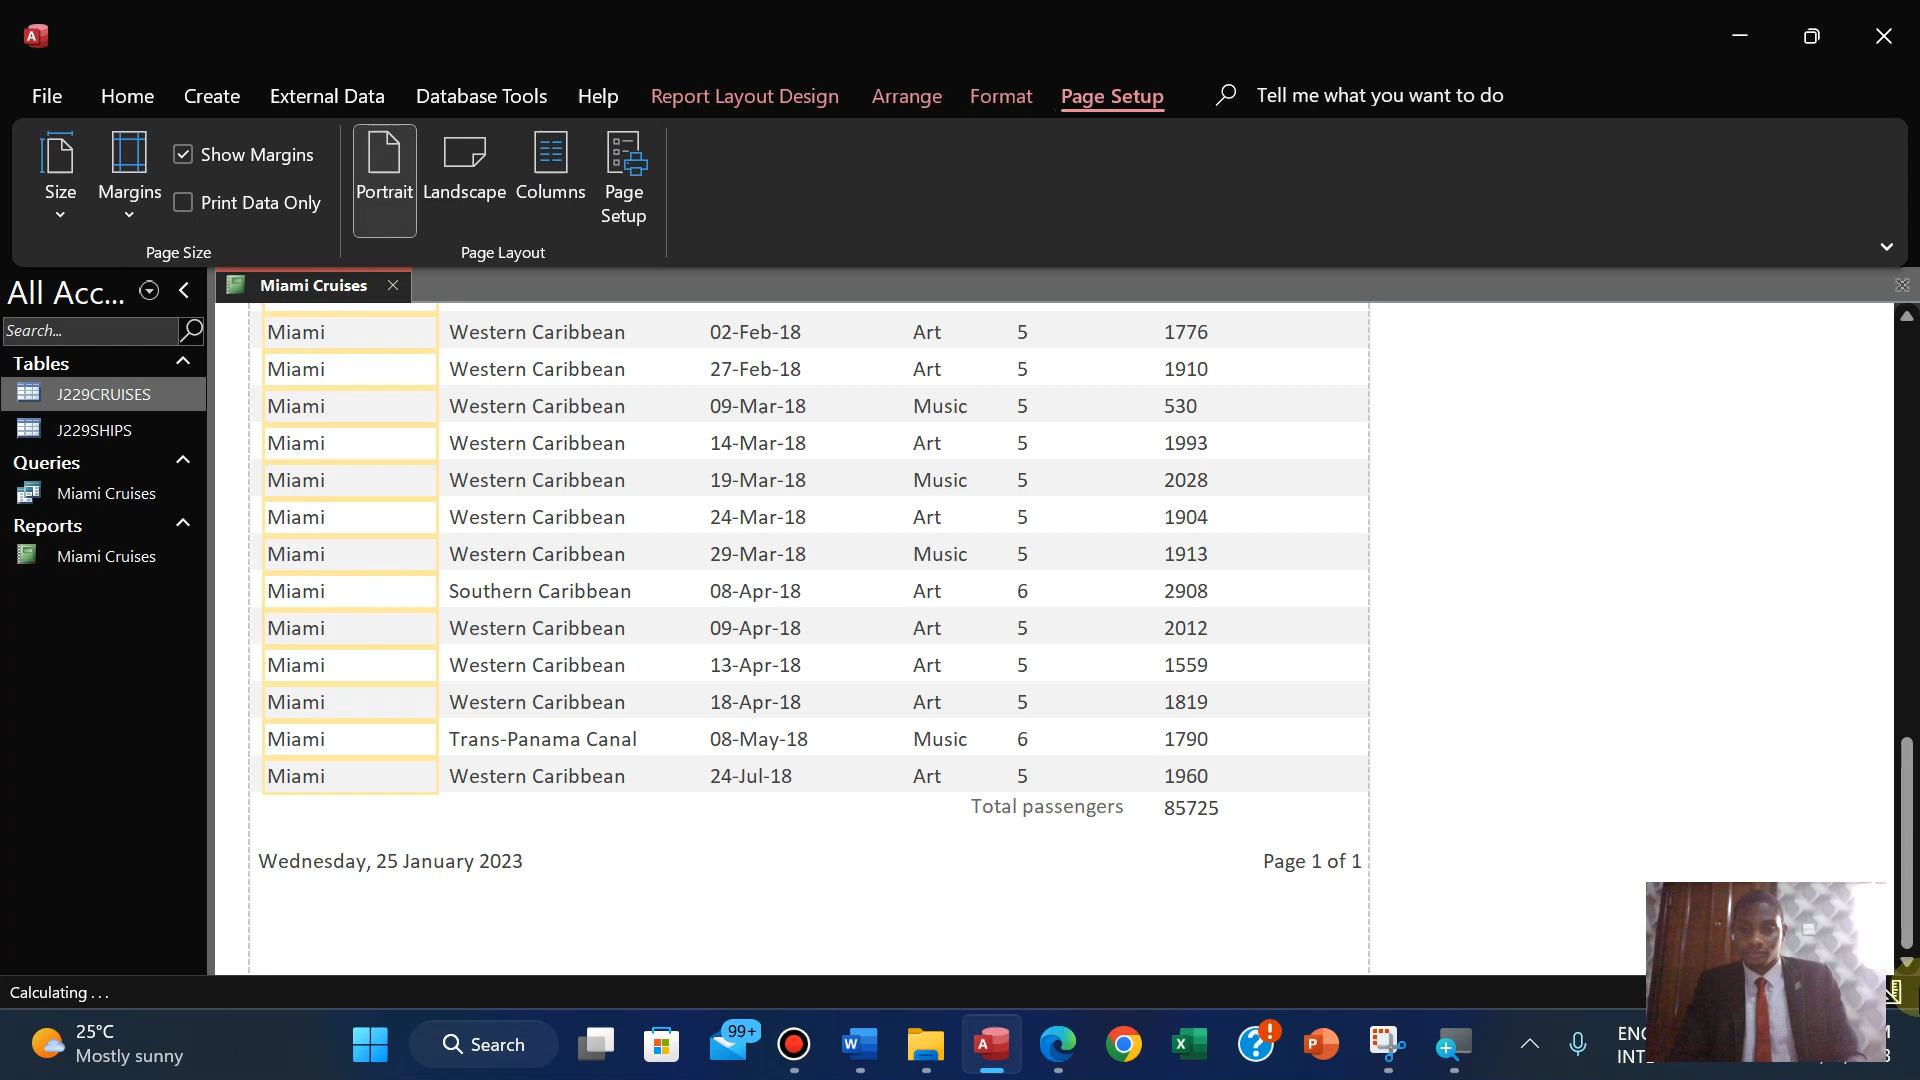 File Home Create External Data Database Tools Help Report Layout Design Arrange Format Page Setup Tell me what you want to do
Size Margins Show Margins Print Data Only Portrait Landscape Columns Page Setup
Page Size Page Layout
All Acc... Miami Cruises
Search...
Tables
J229CRUISES
J229SHIPS
Queries
Miami Cruises
Reports
Miami Cruises
Miami Western Caribbean 02-Feb-18 Art 5 1776
Miami Western Caribbean 27-Feb-18 Art 5 1910
Miami Western Caribbean 09-Mar-18 Music 5 530
Miami Western Caribbean 14-Mar-18 Art 5 1993
Miami Western Caribbean 19-Mar-18 Music 5 2028
Miami Western Caribbean 24-Mar-18 Art 5 1904
Miami Western Caribbean 29-Mar-18 Music 5 1913
Miami Southern Caribbean 08-Apr-18 Art 6 2908
Miami Western Caribbean 09-Apr-18 Art 5 2012
Miami Western Caribbean 13-Apr-18 Art 5 1559
Miami Western Caribbean 18-Apr-18 Art 5 1819
Miami Trans-Panama Canal 08-May-18 Music 6 1790
Miami Western Caribbean 24-Jul-18 Art 5 1960
Total passengers 85725
Wednesday, 25 January 2023 Page 1 of 1
Calculating . . .
25°C
Mostly sunny
Search
99+